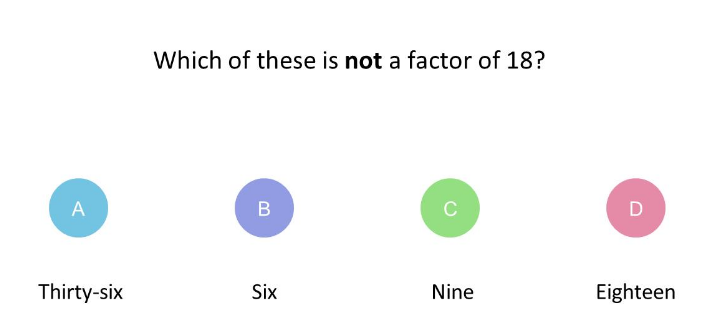 Which of these is not a factor of 18?
A
B
C
D
Thirty-six
Six
Nine
Eighteen